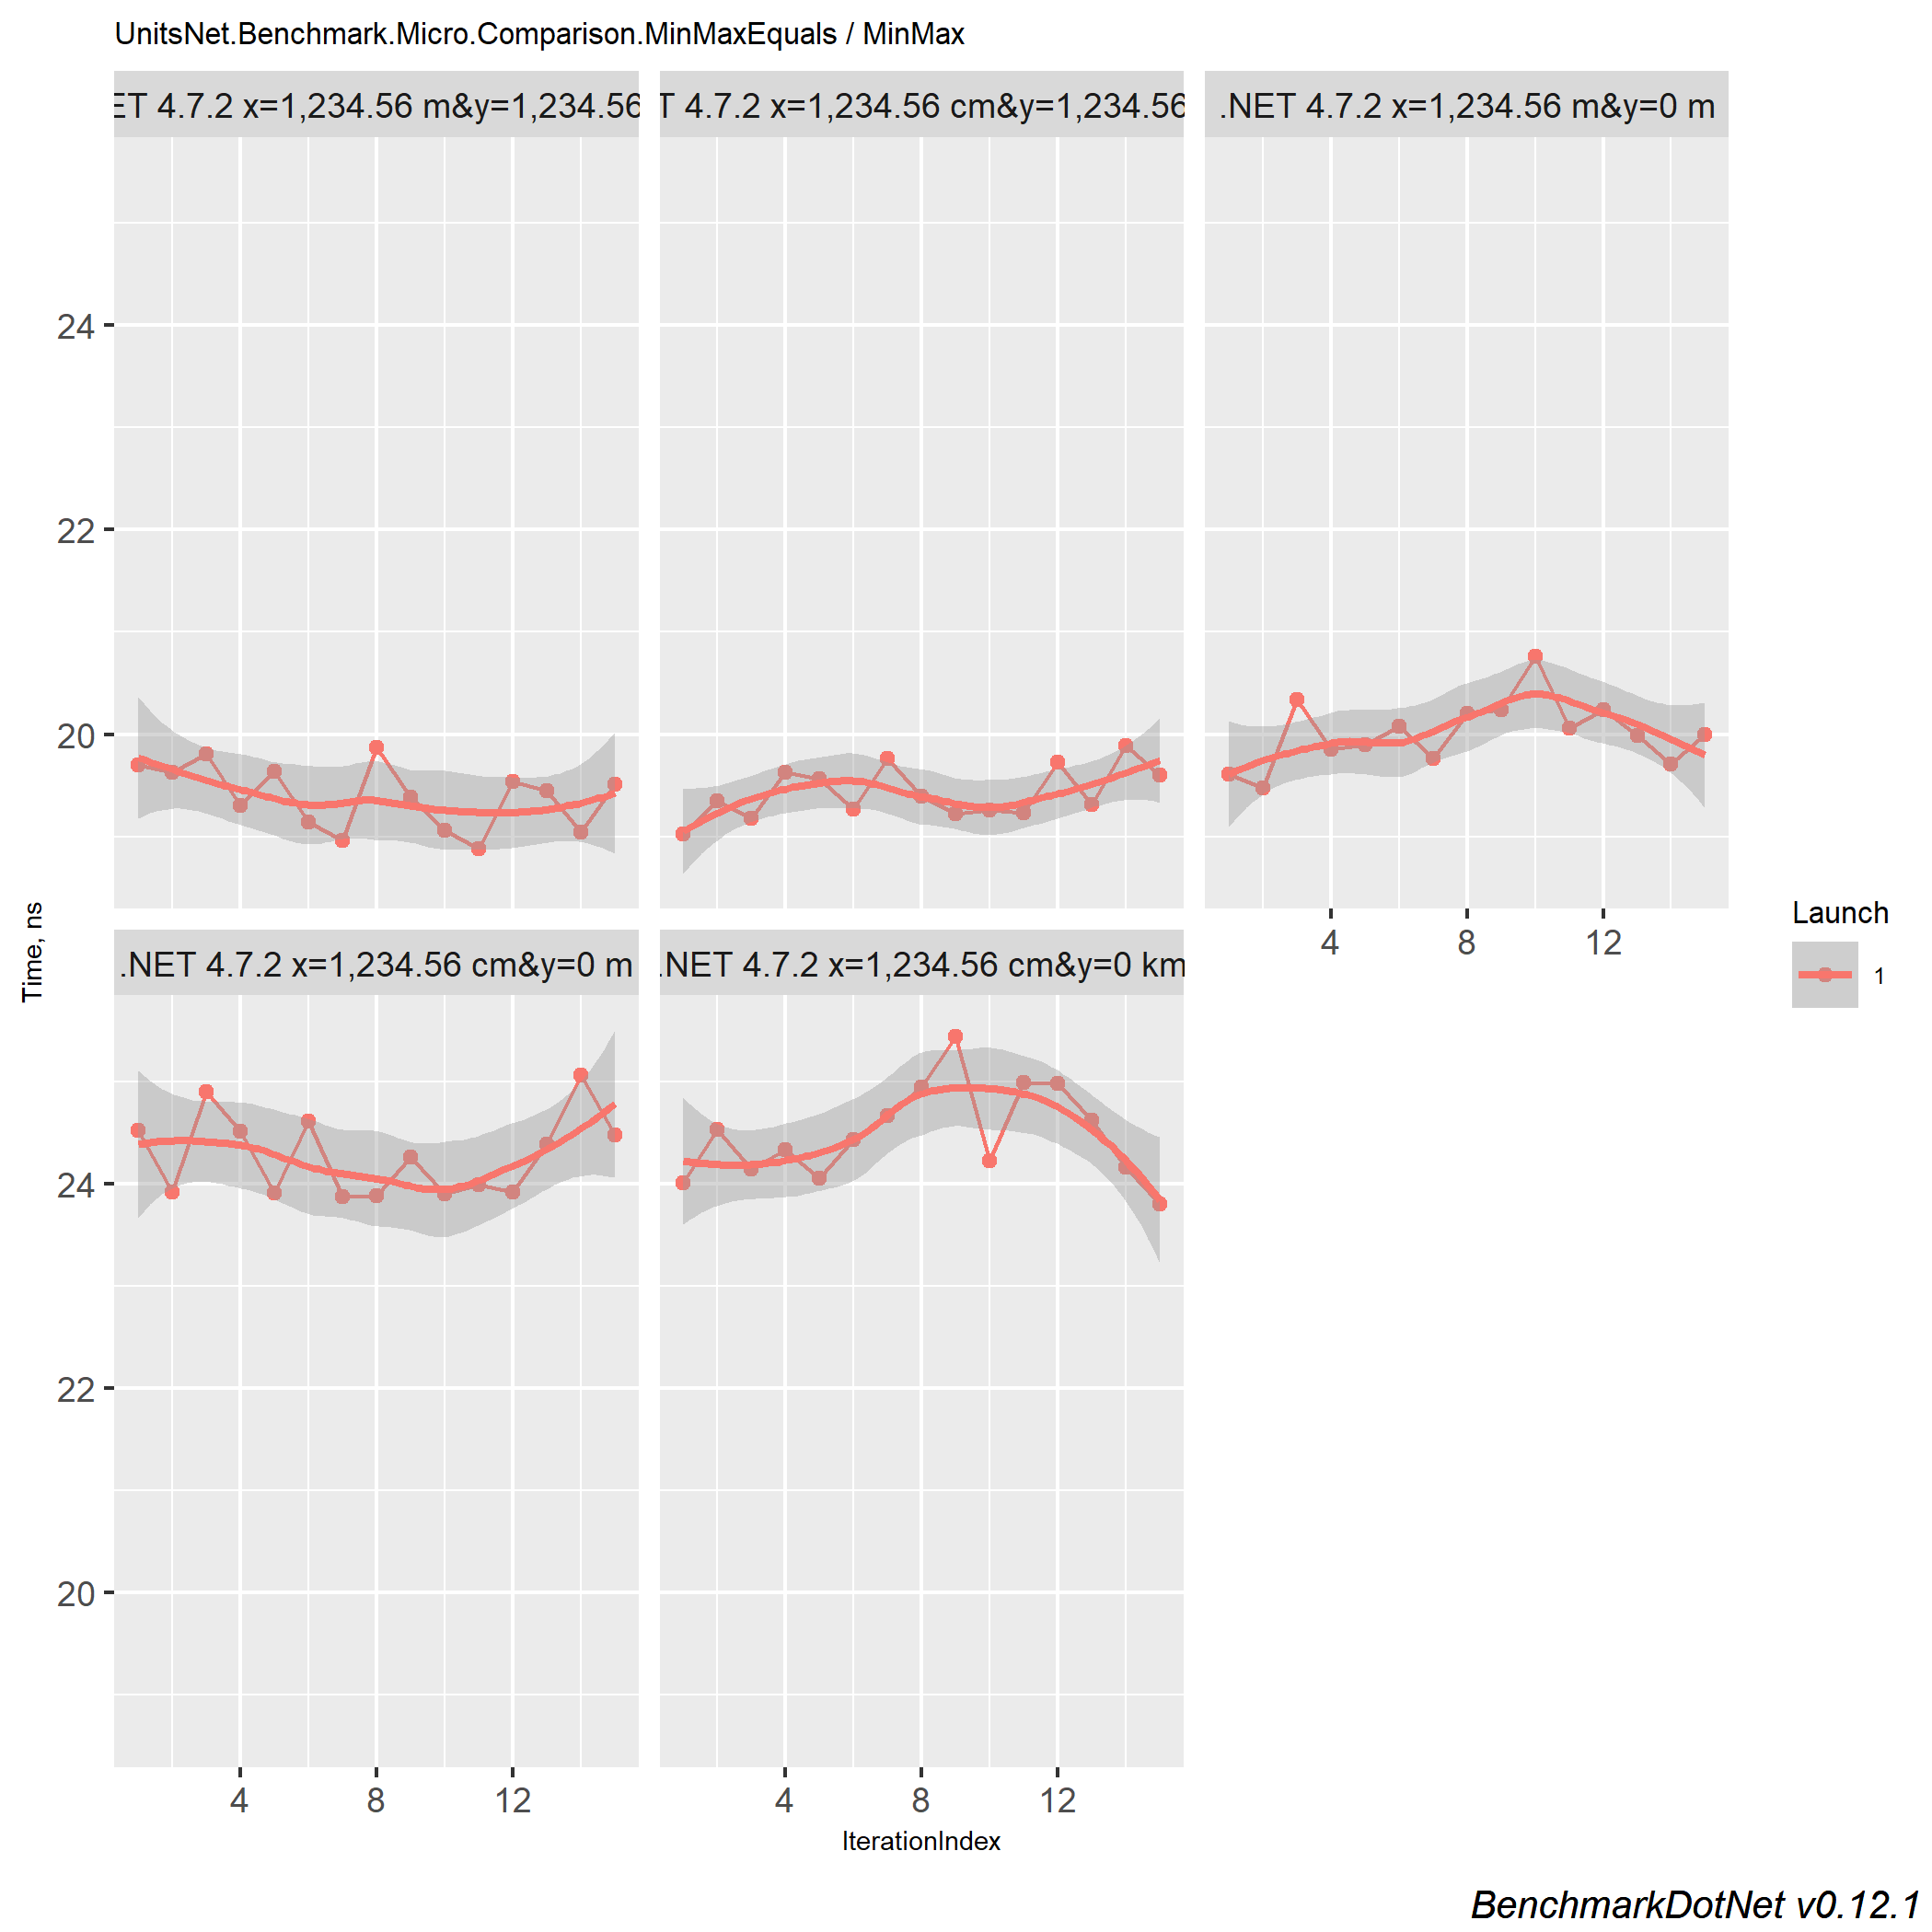 UnitsNet.Benchmark.Micro.Comparison.MinMaxEquals / MinMax
ET 4.7.2 x=1,234.56 m&y=1,234.56
T 4.7.2 x=1,234.56 cm&y=1,234.56
.NET 4.7.2 x=1,234.56 m&y=0 m
24
22
20
4 8 12
Time, ns
Launch
1
.NET 4.7.2 x=1,234.56 cm&y=0 m
.NET 4.7.2 x=1,234.56 cm&y=0 km
24
22
20
4 8 12
4 8 12
IterationIndex
BenchmarkDotNet v0.12.1